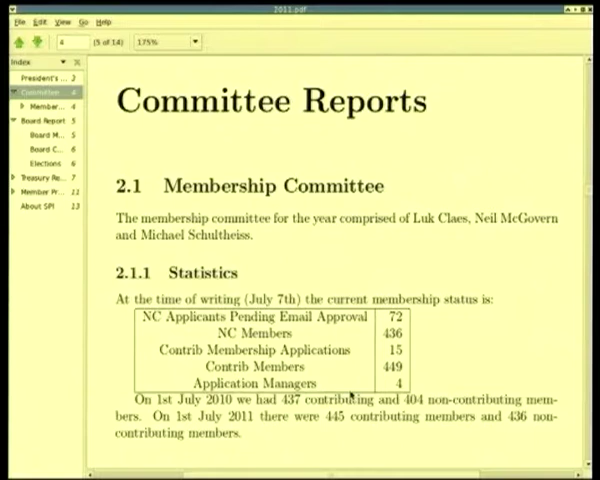 2011.pdf
File Edit View Go Help
4 (5 of 14) 175%
Index
President's ... 3
Committee 4
Member... 4
Board Report 5
Board M... 5
Board C... 6
Elections 6
Treasury Re... 7
Member Pr... 11
About SPI 13
Committee Reports
2.1 Membership Committee
The membership committee for the year comprised of Luk Claes, Neil McGovern
and Michael Schultheiss.
2.1.1 Statistics
At the time of writing (July 7th) the current membership status is:
NC Applicants Pending Email Approval 72
NC Members 436
Contrib Membership Applications 15
Contrib Members 449
Application Managers 4
On 1st July 2010 we had 437 contributing and 404 non-contributing mem-
bers. On 1st July 2011 there were 445 contributing members and 436 non-
contributing members.